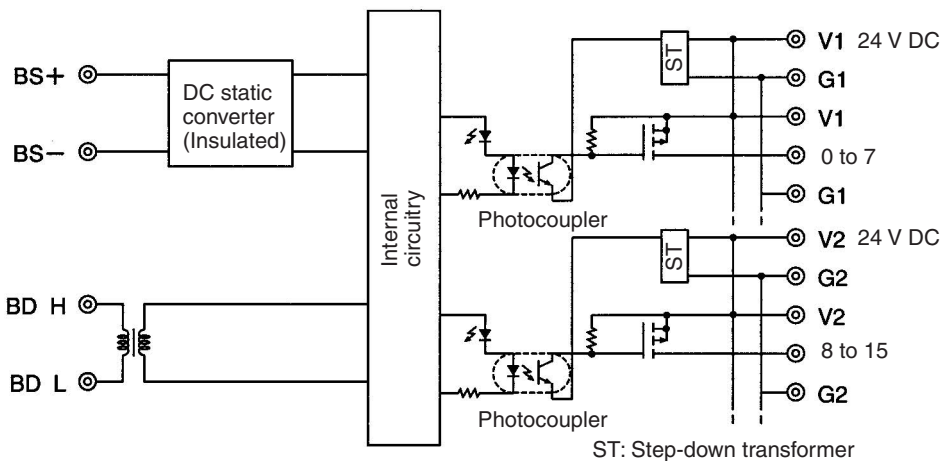 BS+
BS−
DC static
converter
(Insulated)
BD H
BD L
Internal
circuitry
Photocoupler
ST
V1 24 V DC
G1
V1
0 to 7
G1
Photocoupler
ST
V2 24 V DC
G2
V2
8 to 15
G2
ST: Step-down transformer